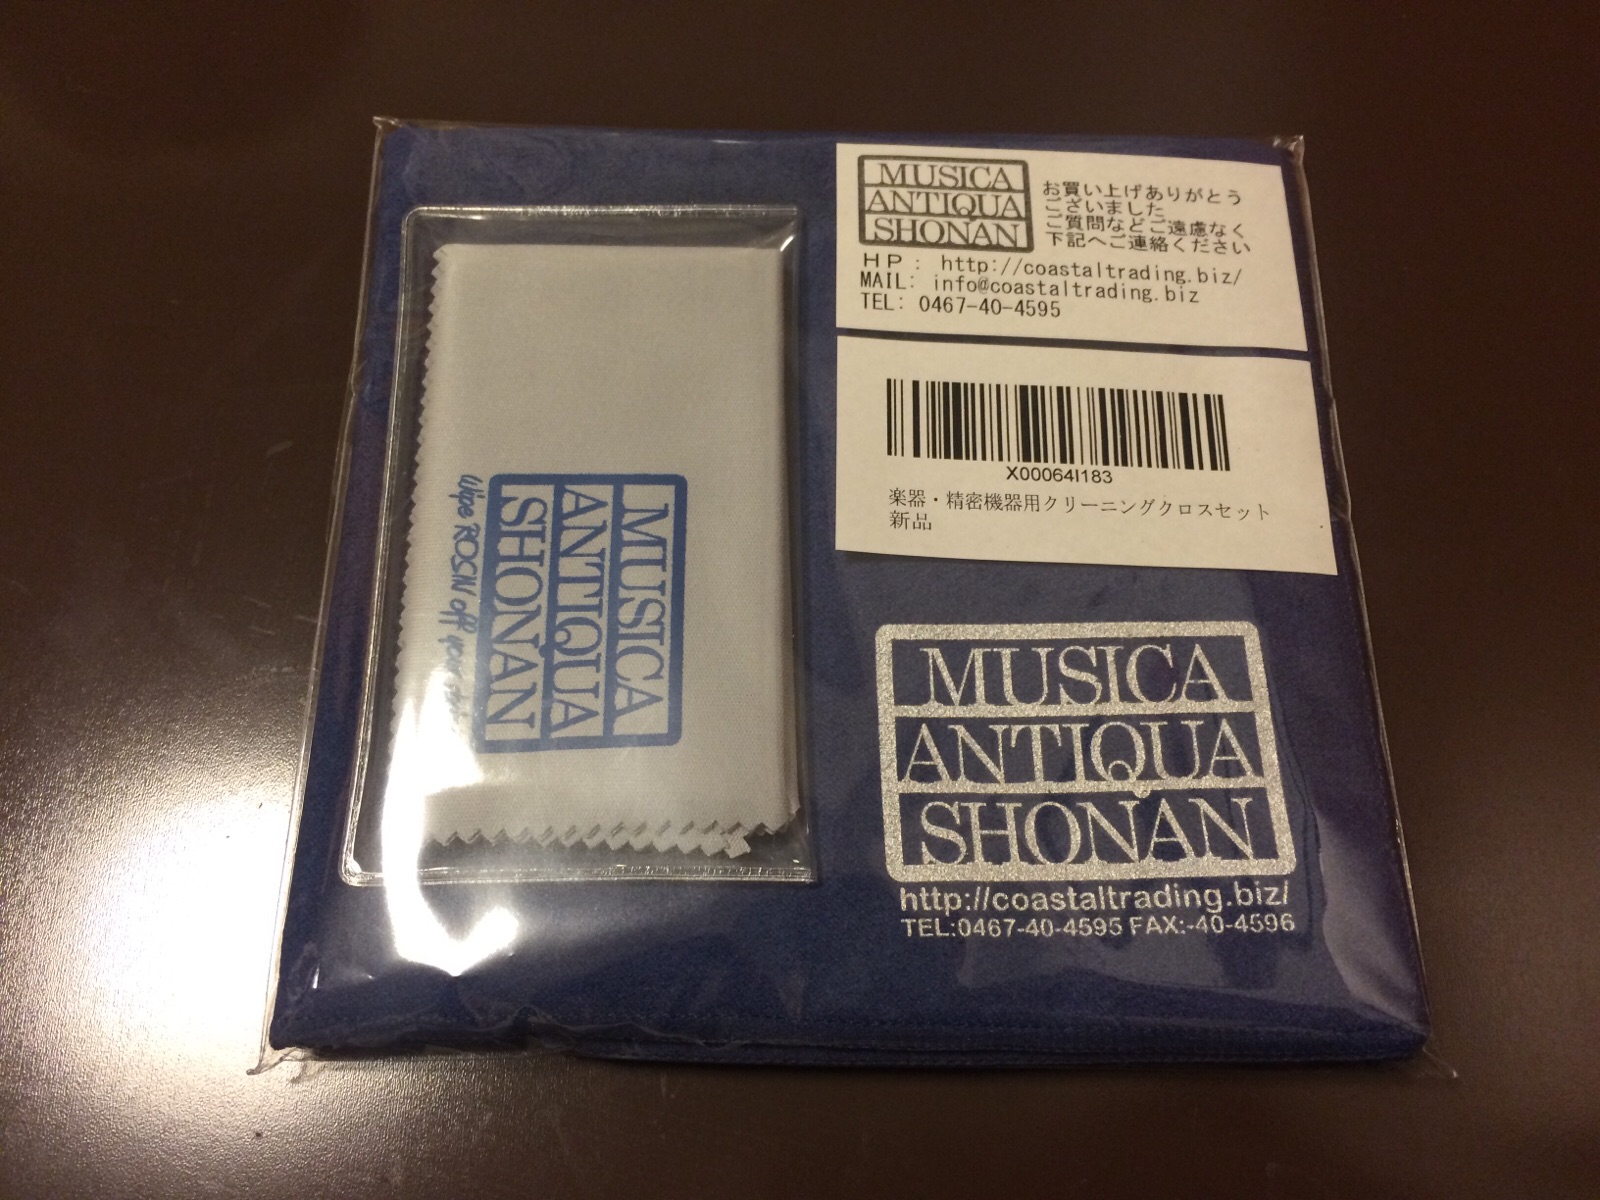 MUSICA
ANTIQUA
SHONAN
お買い上げありがとう
ございました
ご質問などご遠慮なく
下記へご連絡ください
HP: http://coastaltrading.biz/
MAIL: info@coastaltrading.biz
TEL: 0467-40-4595
X00064I183
楽器・精密機器用クリーニングクロスセット
新品
MUSICA
ANTIQUA
SHONAN
Wipe ROSIN off your
MUSICA
ANTIQUA
SHONAN
http://coastaltrading.biz/
TEL:0467-40-4595 FAX:-40-4596